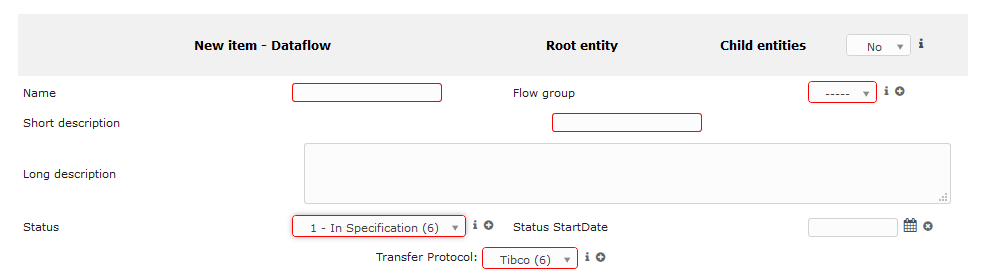 New item - Dataflow Root entity Child entities No
Name Flow group -----
Short description
Long description
Status 1 - In Specification (6) Status StartDate
Transfer Protocol: Tibco (6)